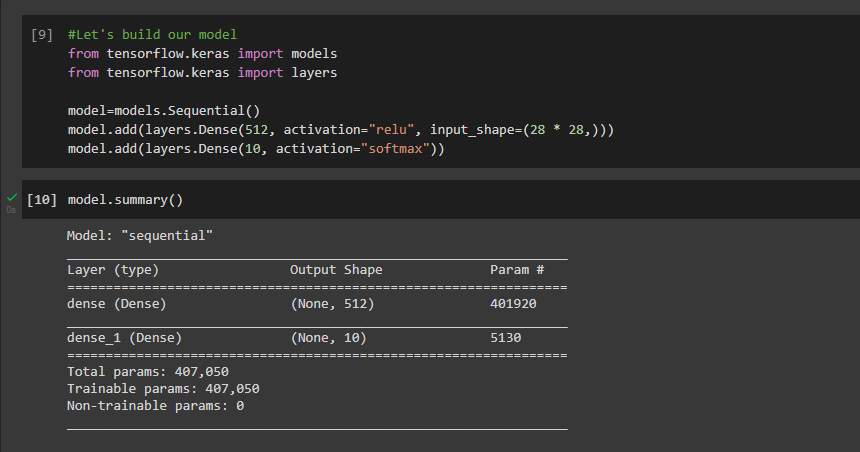 [9] #Let's build our model
from tensorflow.keras import models
from tensorflow.keras import layers
model=models.Sequential()
model.add(layers.Dense(512, activation="relu", input_shape=(28 * 28,)))
model.add(layers.Dense(10, activation="softmax"))
[10] model.summary()
0s
Model: "sequential"
Layer (type) Output Shape Param #
=================================================================
dense (Dense) (None, 512) 401920
dense_1 (Dense) (None, 10) 5130
=================================================================
Total params: 407,050
Trainable params: 407,050
Non-trainable params: 0